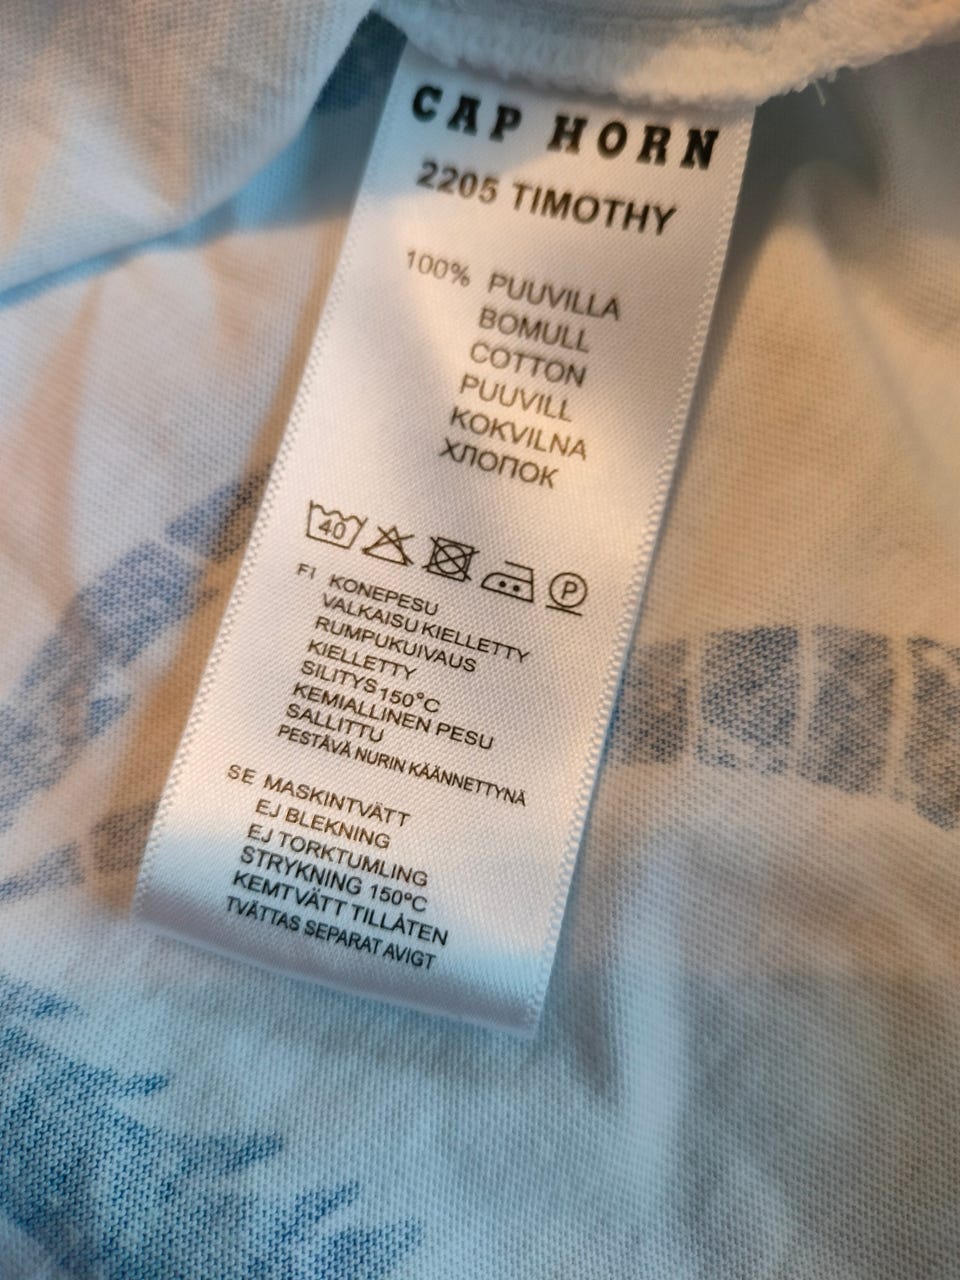 CAP HORN
2205 TIMOTHY
100% PUUVILLA
BOMULL
COTTON
PUUVILL
KOKVILNA
ХЛОПОК
40 P
FI KONEPESU
VALKAISU KIELLETTY
RUMPUKUIVAUS
KIELLETTY
SILITYS 150°C
KEMIALLINEN PESU
SALLITTU
PESTÄVÄ NURIN KÄÄNNETTYNÄ
SE MASKINTVÄTT
EJ BLEKNING
EJ TORKTUMLING
STRYKNING 150ºC
KEMTVÄTT TILLÅTEN
TVÄTTAS SEPARAT AVIGT